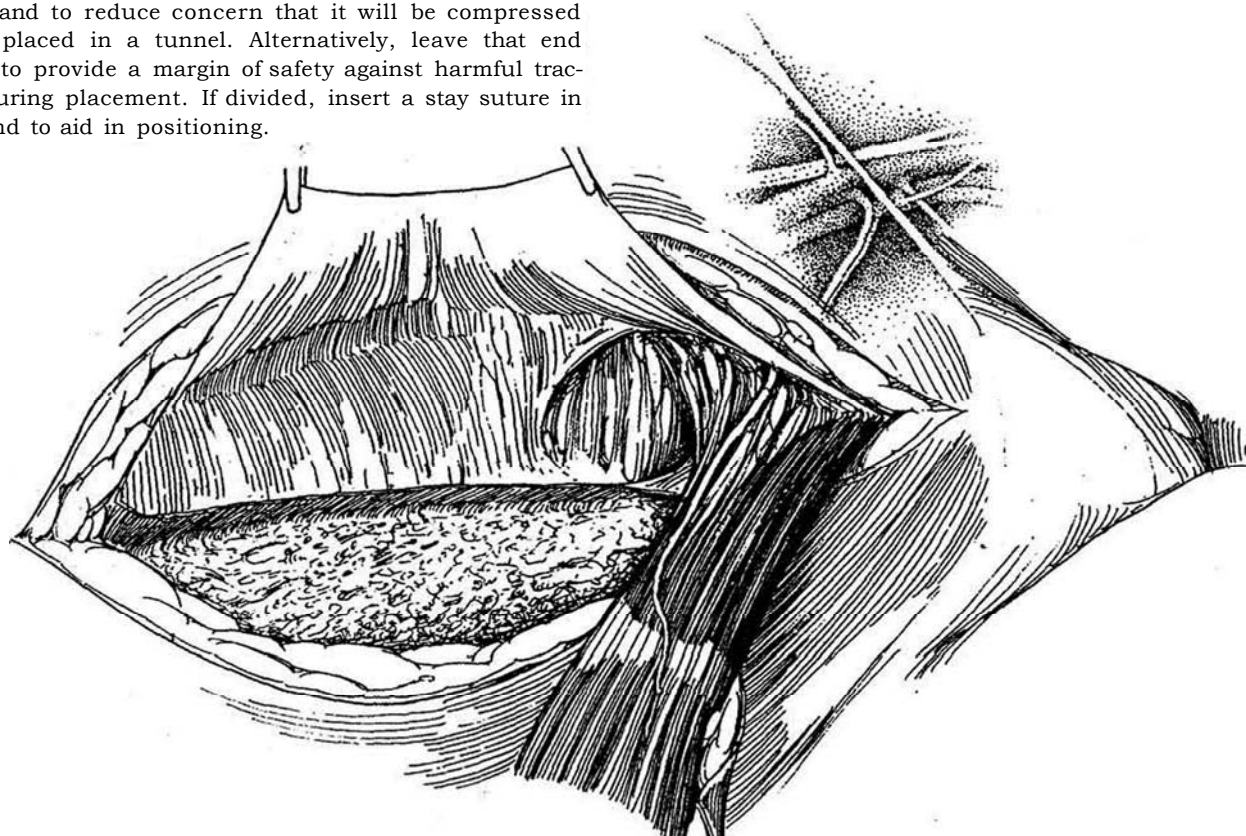 and to reduce concern that it will be compressed
placed in a tunnel. Alternatively, leave that end
to provide a margin of safety against harmful trac-
uring placement. If divided, insert a stay suture in
nd to aid in positioning.